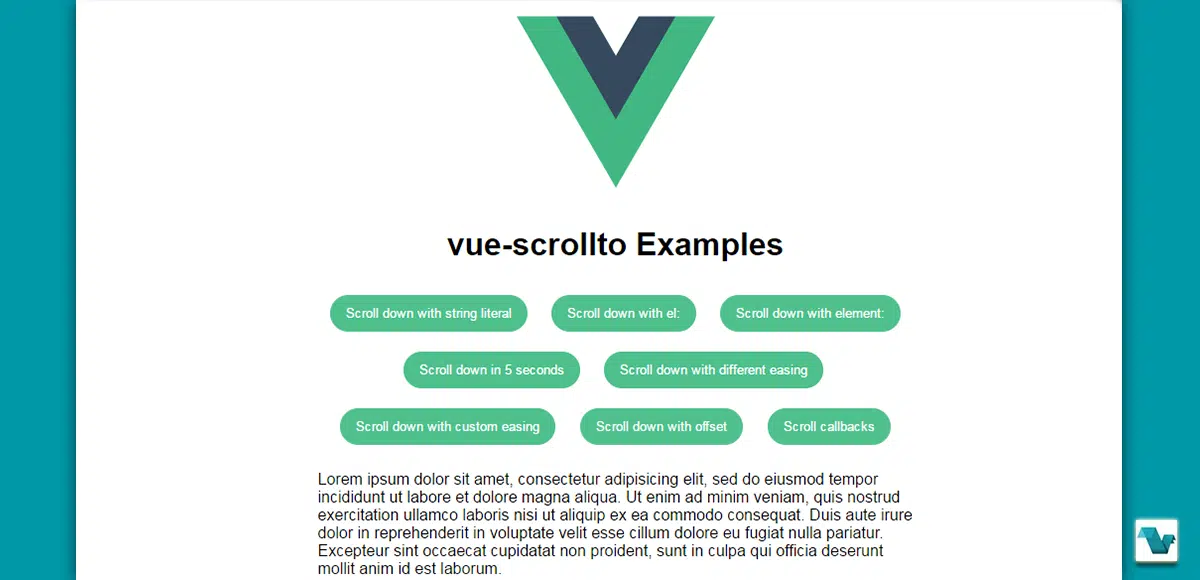 vue-scrollto Examples
Scroll down with string literal Scroll down with el: Scroll down with element:
Scroll down in 5 seconds Scroll down with different easing
Scroll down with custom easing Scroll down with offset Scroll callbacks
Lorem ipsum dolor sit amet, consectetur adipisicing elit, sed do eiusmod tempor
incididunt ut labore et dolore magna aliqua. Ut enim ad minim veniam, quis nostrud
exercitation ullamco laboris nisi ut aliquip ex ea commodo consequat. Duis aute irure
dolor in reprehenderit in voluptate velit esse cillum dolore eu fugiat nulla pariatur.
Excepteur sint occaecat cupidatat non proident, sunt in culpa qui officia deserunt
mollit anim id est laborum.